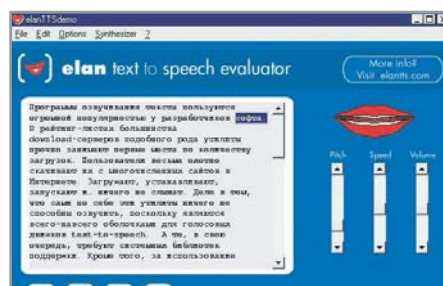 elanTTSdemo
File Edit Options Synthesizer ?
elan text to speech evaluator
More info?
Visit elantts.com
Программы озвучивания текста пользуются
огромной популярностью у разработчиков софта.
В рейтинг-листах большинства
download-серверов подобного рода утилиты
прочно занимают первые места по количеству
загрузок. Пользователи весьма охотно
скачивают их с многочисленных сайтов в
Интернете. Загружают, устанавливают,
запускают и. ничего не слышат. Дело в том,
что сами по себе эти утилиты ничего не
способны озвучить, поскольку являются
всего-навсего оболочками для голосовых
движков text-to-speech. А те, в свою
очередь, требуют системных библиотек
поддержки. Кроме того, за использование
Pitch Speed Volume